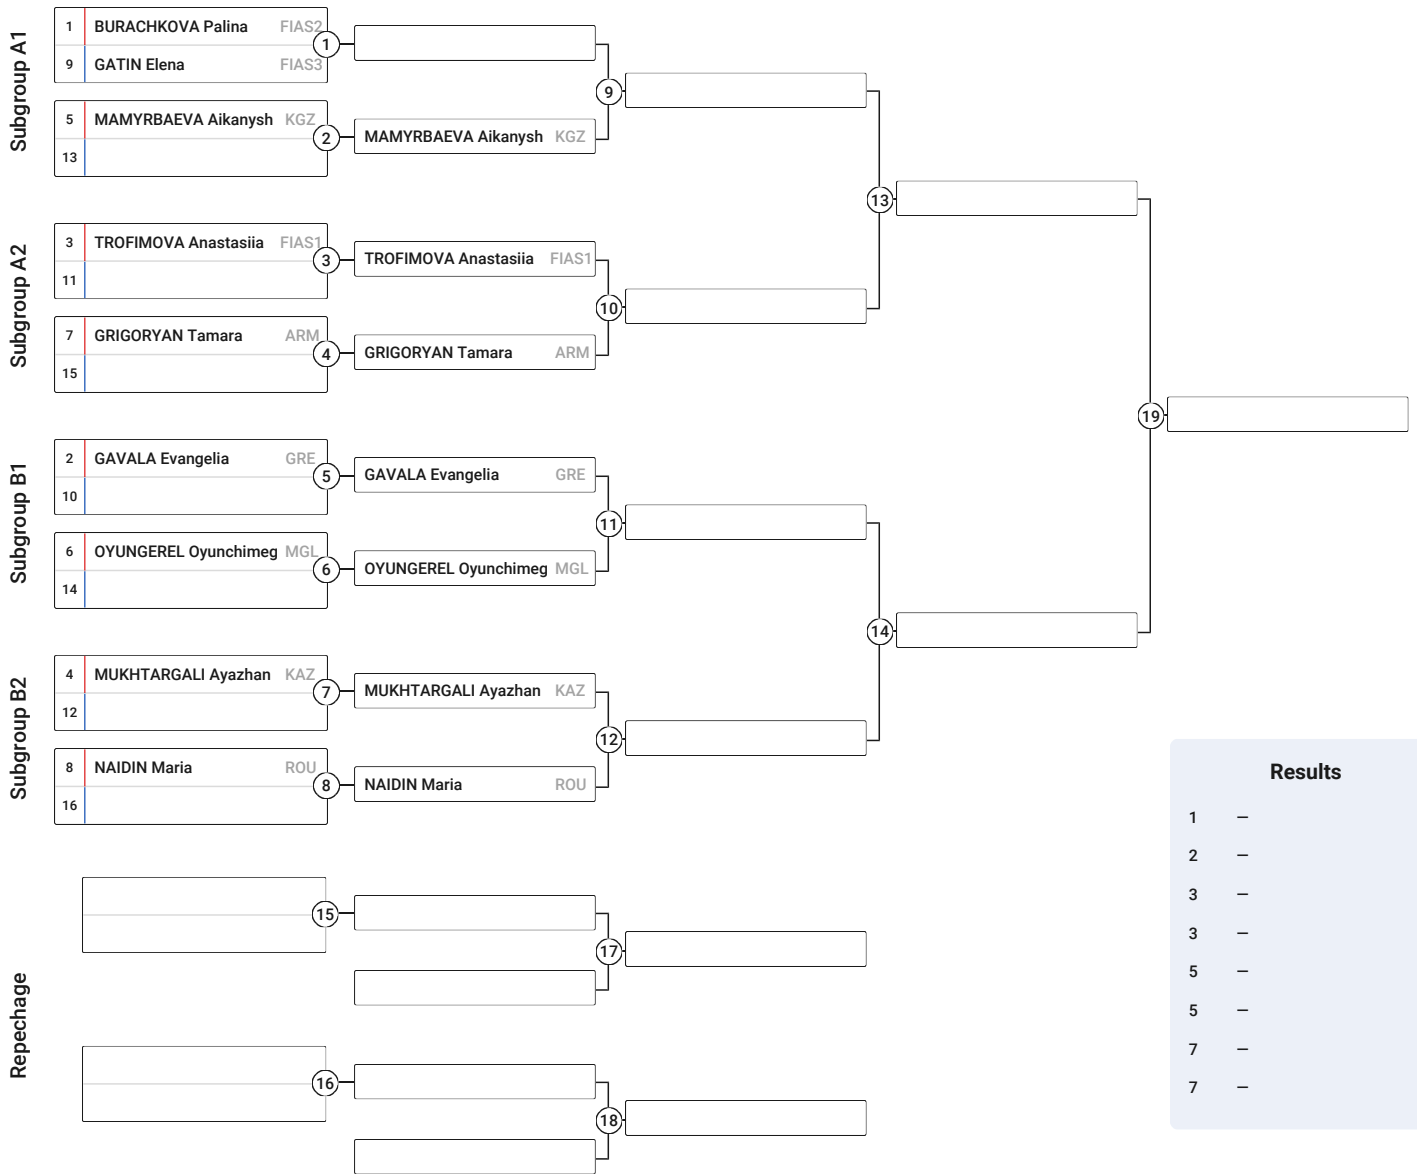 Subgroup A1
1 BURACHKOVA Palina FIAS2
9 GATIN Elena FIAS3
1
5 MAMYRBAEVA Aikanysh KGZ
13
2
MAMYRBAEVA Aikanysh KGZ
9
Subgroup A2
3 TROFIMOVA Anastasiia FIAS1
11
3
TROFIMOVA Anastasiia FIAS1
7 GRIGORYAN Tamara ARM
15
4
GRIGORYAN Tamara ARM
10
13
Subgroup B1
2 GAVALA Evangelia GRE
10
5
GAVALA Evangelia GRE
6 OYUNGEREL Oyunchimeg MGL
14
6
OYUNGEREL Oyunchimeg MGL
11
Subgroup B2
4 MUKHTARGALI Ayazhan KAZ
12
7
MUKHTARGALI Ayazhan KAZ
8 NAIDIN Maria ROU
16
8
NAIDIN Maria ROU
12
14
19
Repechage
15
17
16
18
Results
1 –
2 –
3 –
3 –
5 –
5 –
7 –
7 –